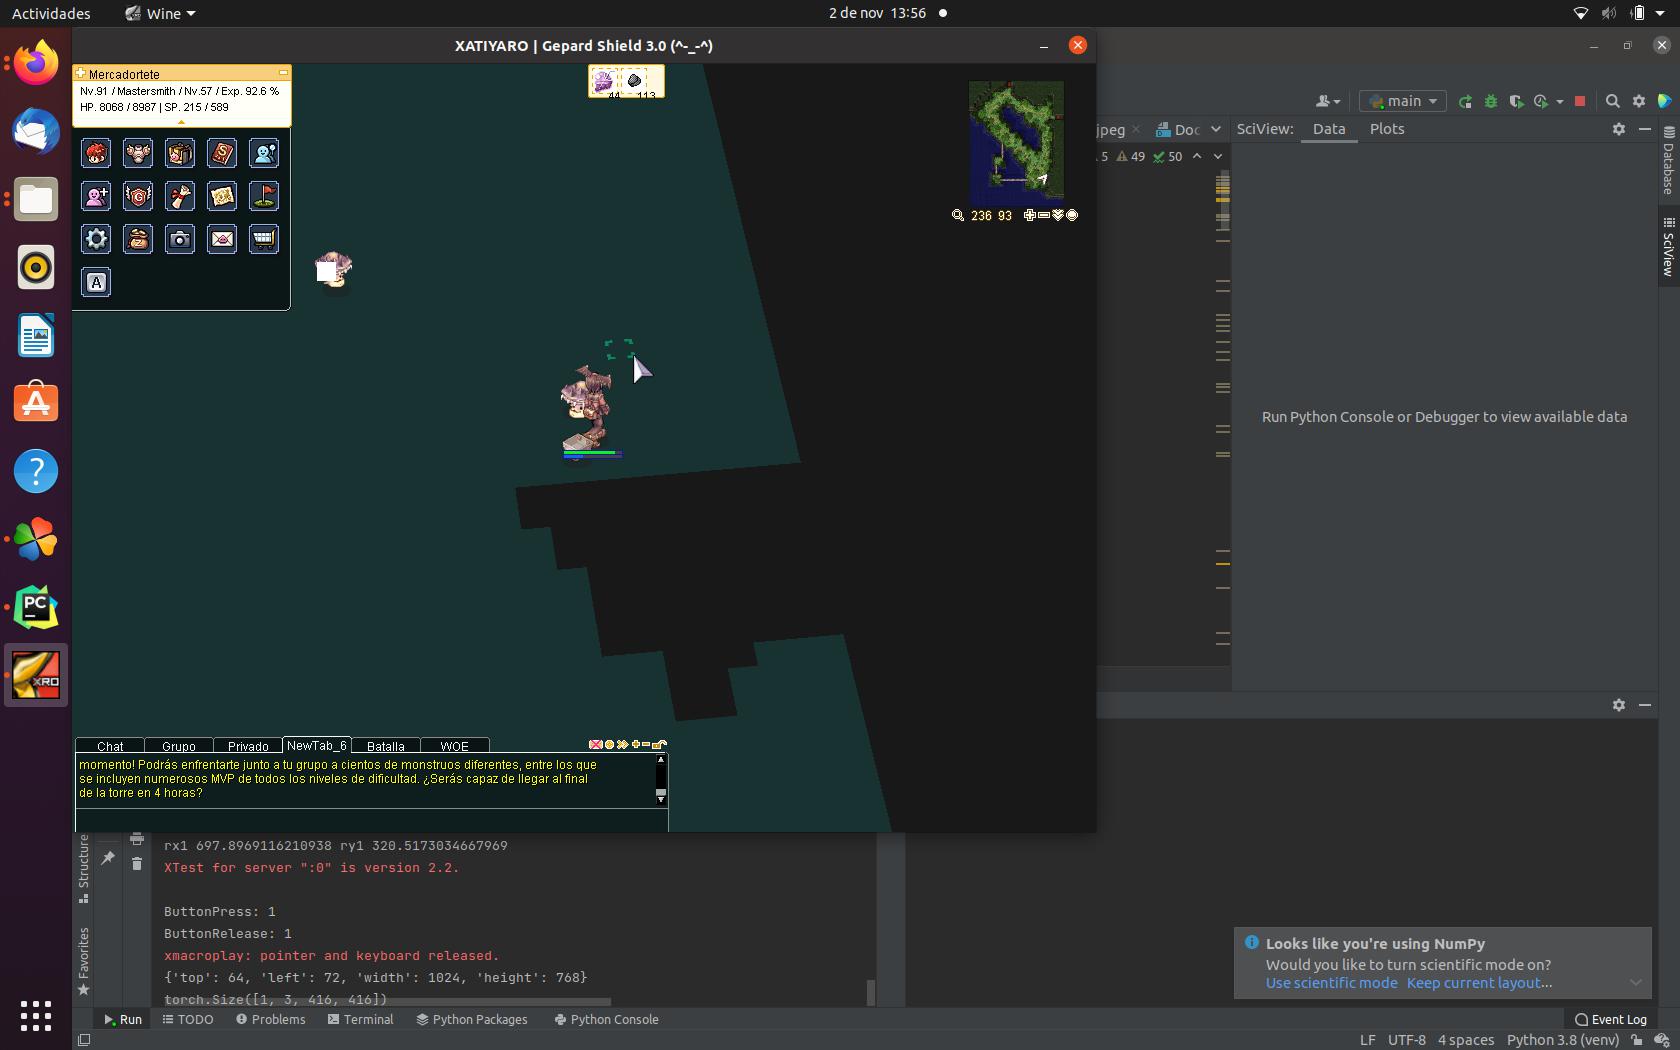 Actividades
Wine
2 de nov 13:56
XATIYARO | Gepard Shield 3.0 (^-_-^)
Mercadortete
Nv.91 / Mastersmith / Nv.57 / Exp. 92.6 %
HP. 8068 / 8987 | SP. 215 / 589
44
113
236 93
A
main
jpeg
Doc
SciView:
Data
Plots
5
49
50
Database
SciView
Run Python Console or Debugger to view available data
Chat
Grupo
Privado
NewTab_6
Batalla
WOE
momento! Podrás enfrentarte junto a tu grupo a cientos de monstruos diferentes, entre los que
se incluyen numerosos MVP de todos los niveles de dificultad. ¿Serás capaz de llegar al final
de la torre en 4 horas?
Structure
Favorites
rx1 697.8969116210938 ry1 320.5173034667969
XTest for server ":0" is version 2.2.
ButtonPress: 1
ButtonRelease: 1
xmacroplay: pointer and keyboard released.
{'top': 64, 'left': 72, 'width': 1024, 'height': 768}
torch.Size([1, 3, 416, 416])
Looks like you're using NumPy
Would you like to turn scientific mode on?
Use scientific mode Keep current layout...
Run
TODO
Problems
Terminal
Python Packages
Python Console
Event Log
LF UTF-8 4 spaces Python 3.8 (venv)
PC
XRO